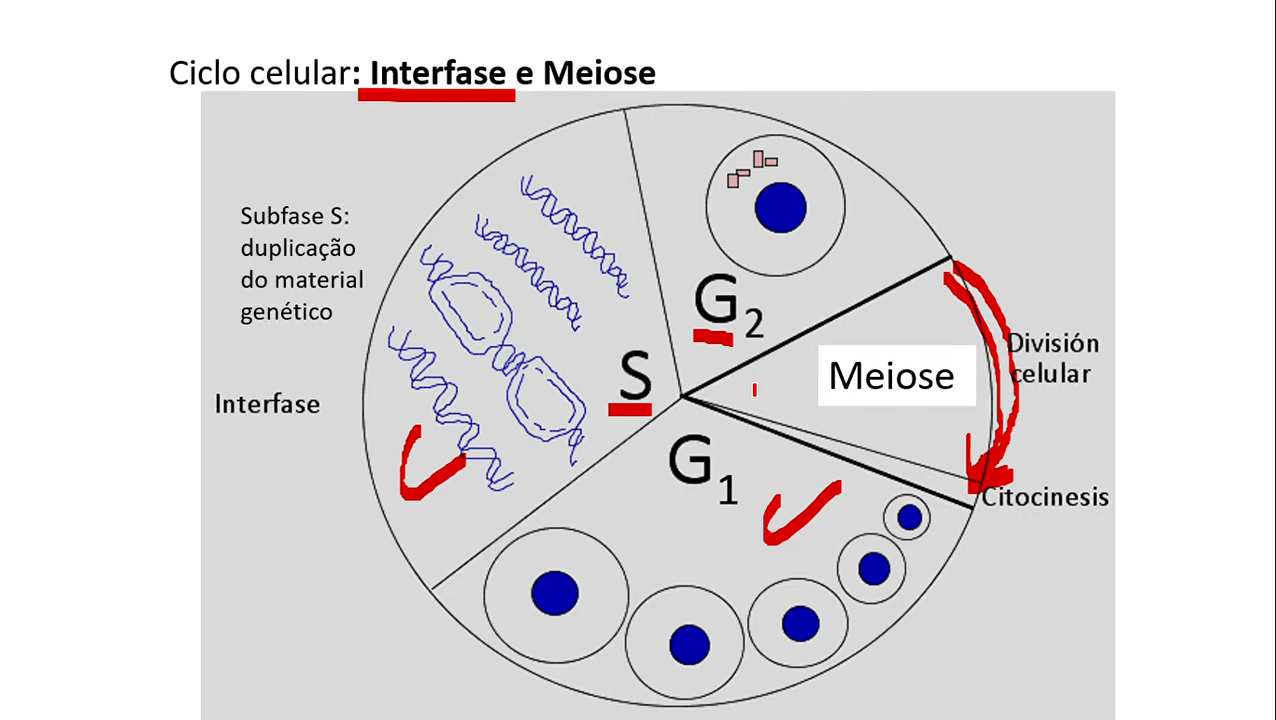 Ciclo celular: Interfase e Meiose
Subfase S:
duplicação
do material
genético
Interfase
S
G2
G1
Meiose
División
celular
Citocinesis